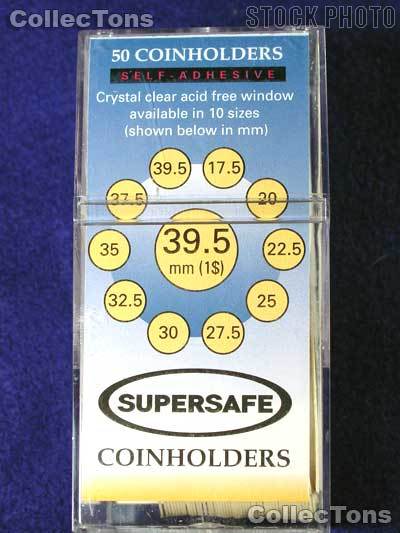 CollecTons
STOCK PHOTO
50 COINHOLDERS
SELF-ADHESIVE
Crystal clear acid free window
available in 10 sizes
(shown below in mm)
39.5 17.5
37.5 20
39.5
mm (1$)
35 22.5
32.5 25
30 27.5
SUPERSAFE
COINHOLDERS
CollecTons